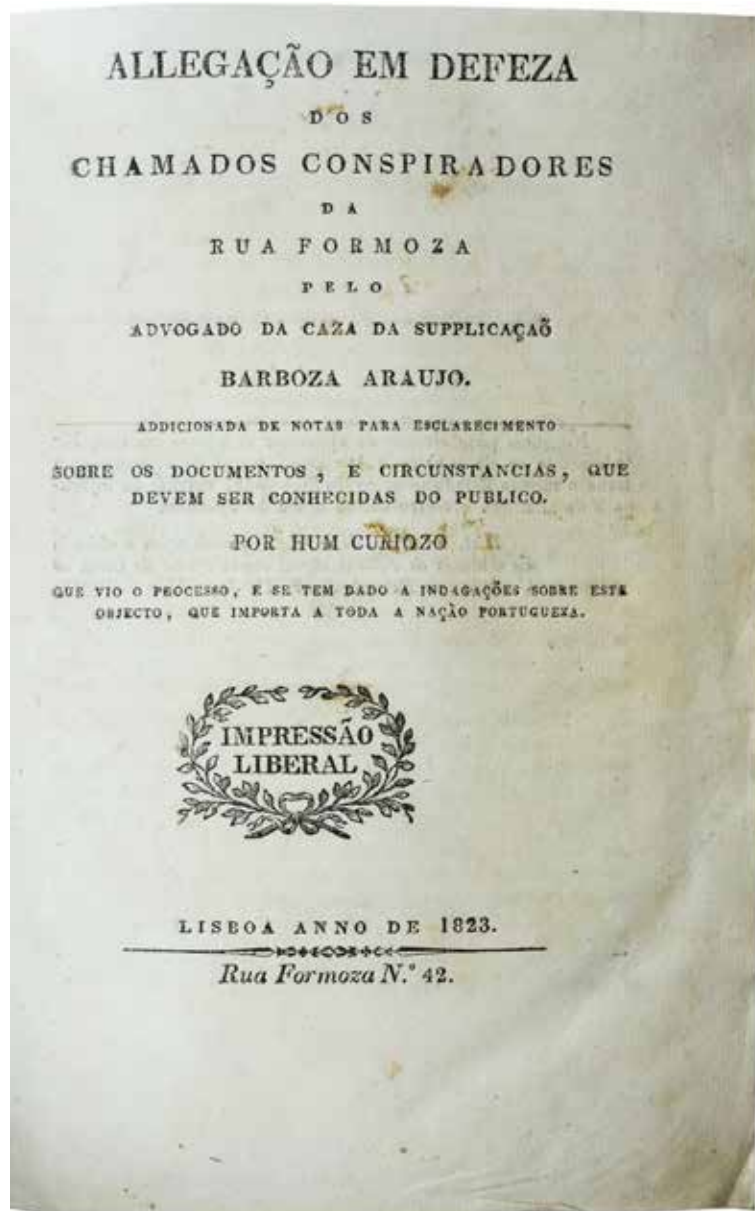 ALLEGAÇÃO EM DEFEZA
DOS
CHAMADOS CONSPIRADORES
DA
RUA FORMOZA
PELO
ADVOGADO DA CAZA DA SUPPLICAÇAÕ
BARBOZA ARAUJO.
ADDICIONADA DE NOTAS PARA ESCLARECIMENTO
SOBRE OS DOCUMENTOS, E CIRCUNSTANCIAS, QUE
DEVEM SER CONHECIDAS DO PUBLICO.
POR HUM CURIOZO
QUE VIO O PROCESSO, E SE TEM DADO A INDAGAÇÕES SOBRE ESTE
OBJECTO, QUE IMPORTA A TODA A NAÇÃO PORTUGUEZA.
IMPRESSÃO
LIBERAL
LISBOA ANNO DE 1823.
Rua Formoza N.º 42.